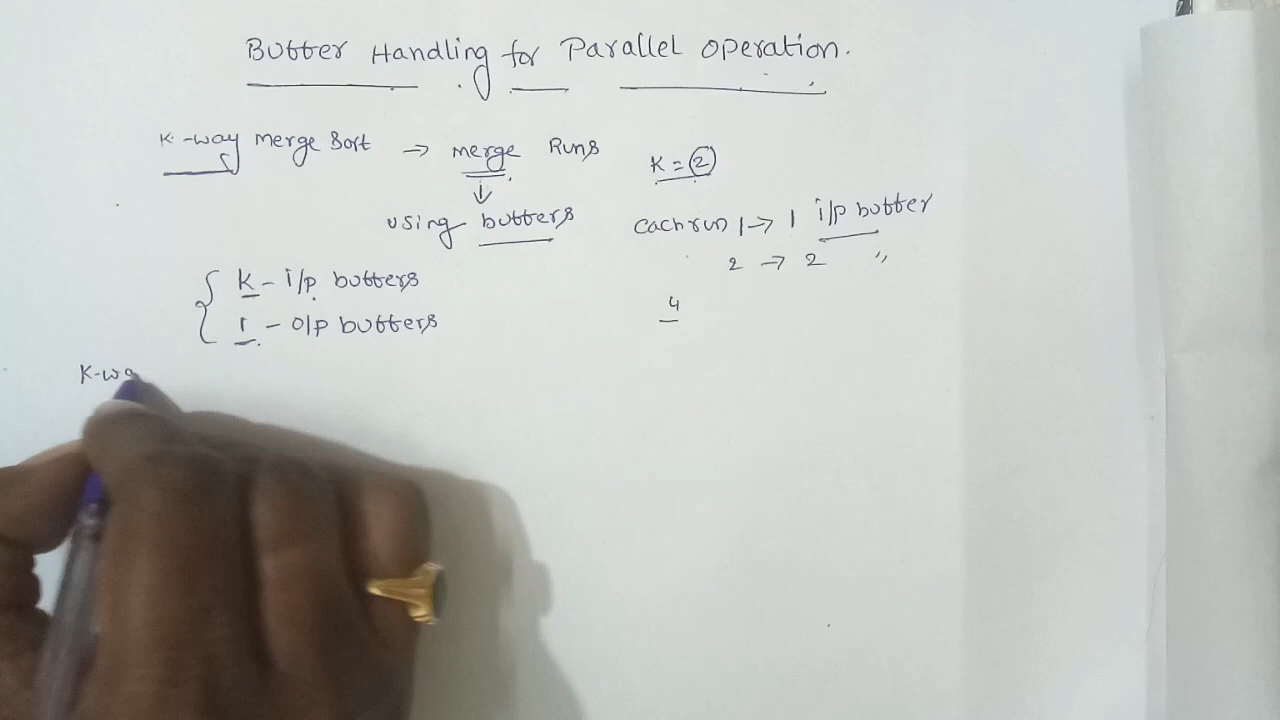 Buffer Handling for Parallel Operation.
K-way merge Sort → merge Runs
K = 2
↓
using buffers
each run 1 → 1 i/p buffer
2 → 2 "
{ K - i/p buffers
1 - o/p buffers
4
K-wa